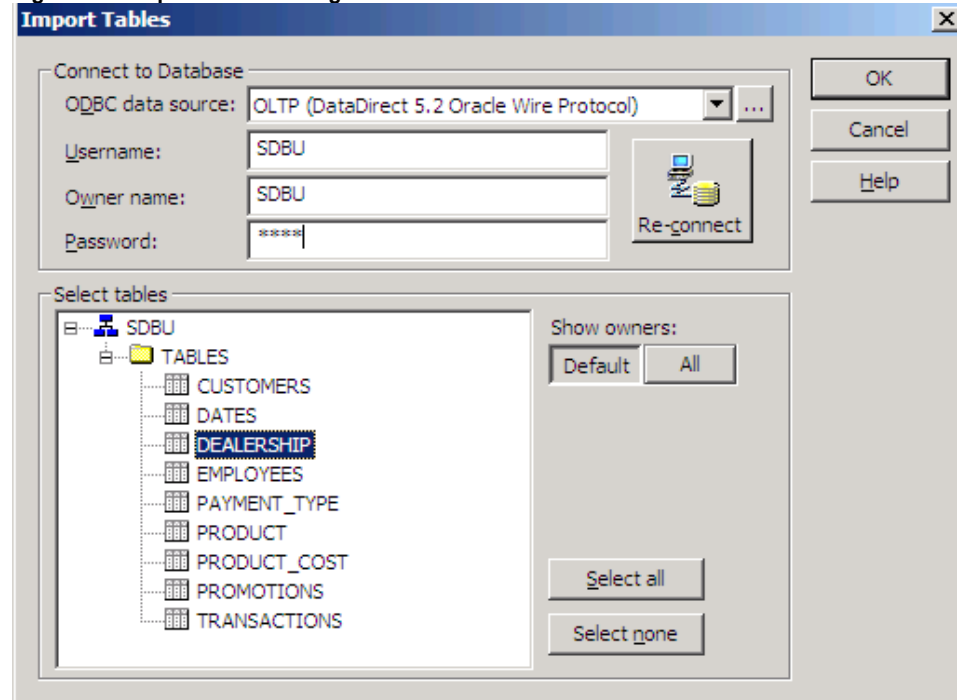 Import Tables
Connect to Database
ODBC data source: OLTP (DataDirect 5.2 Oracle Wire Protocol) ...
Username: SDBU
Owner name: SDBU
Password: ****
Re-connect
OK
Cancel
Help
Select tables
SDBU
TABLES
CUSTOMERS
DATES
DEALERSHIP
EMPLOYEES
PAYMENT_TYPE
PRODUCT
PRODUCT_COST
PROMOTIONS
TRANSACTIONS
Show owners:
Default All
Select all
Select none